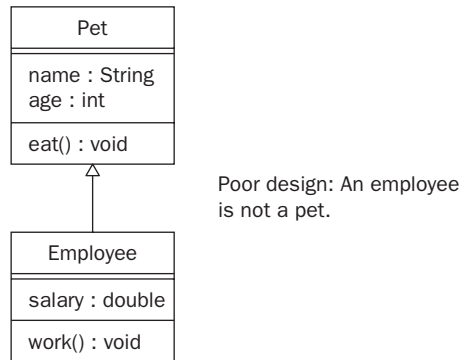 Pet
name : String
age : int
eat() : void
Poor design: An employee
is not a pet.
Employee
salary : double
work() : void